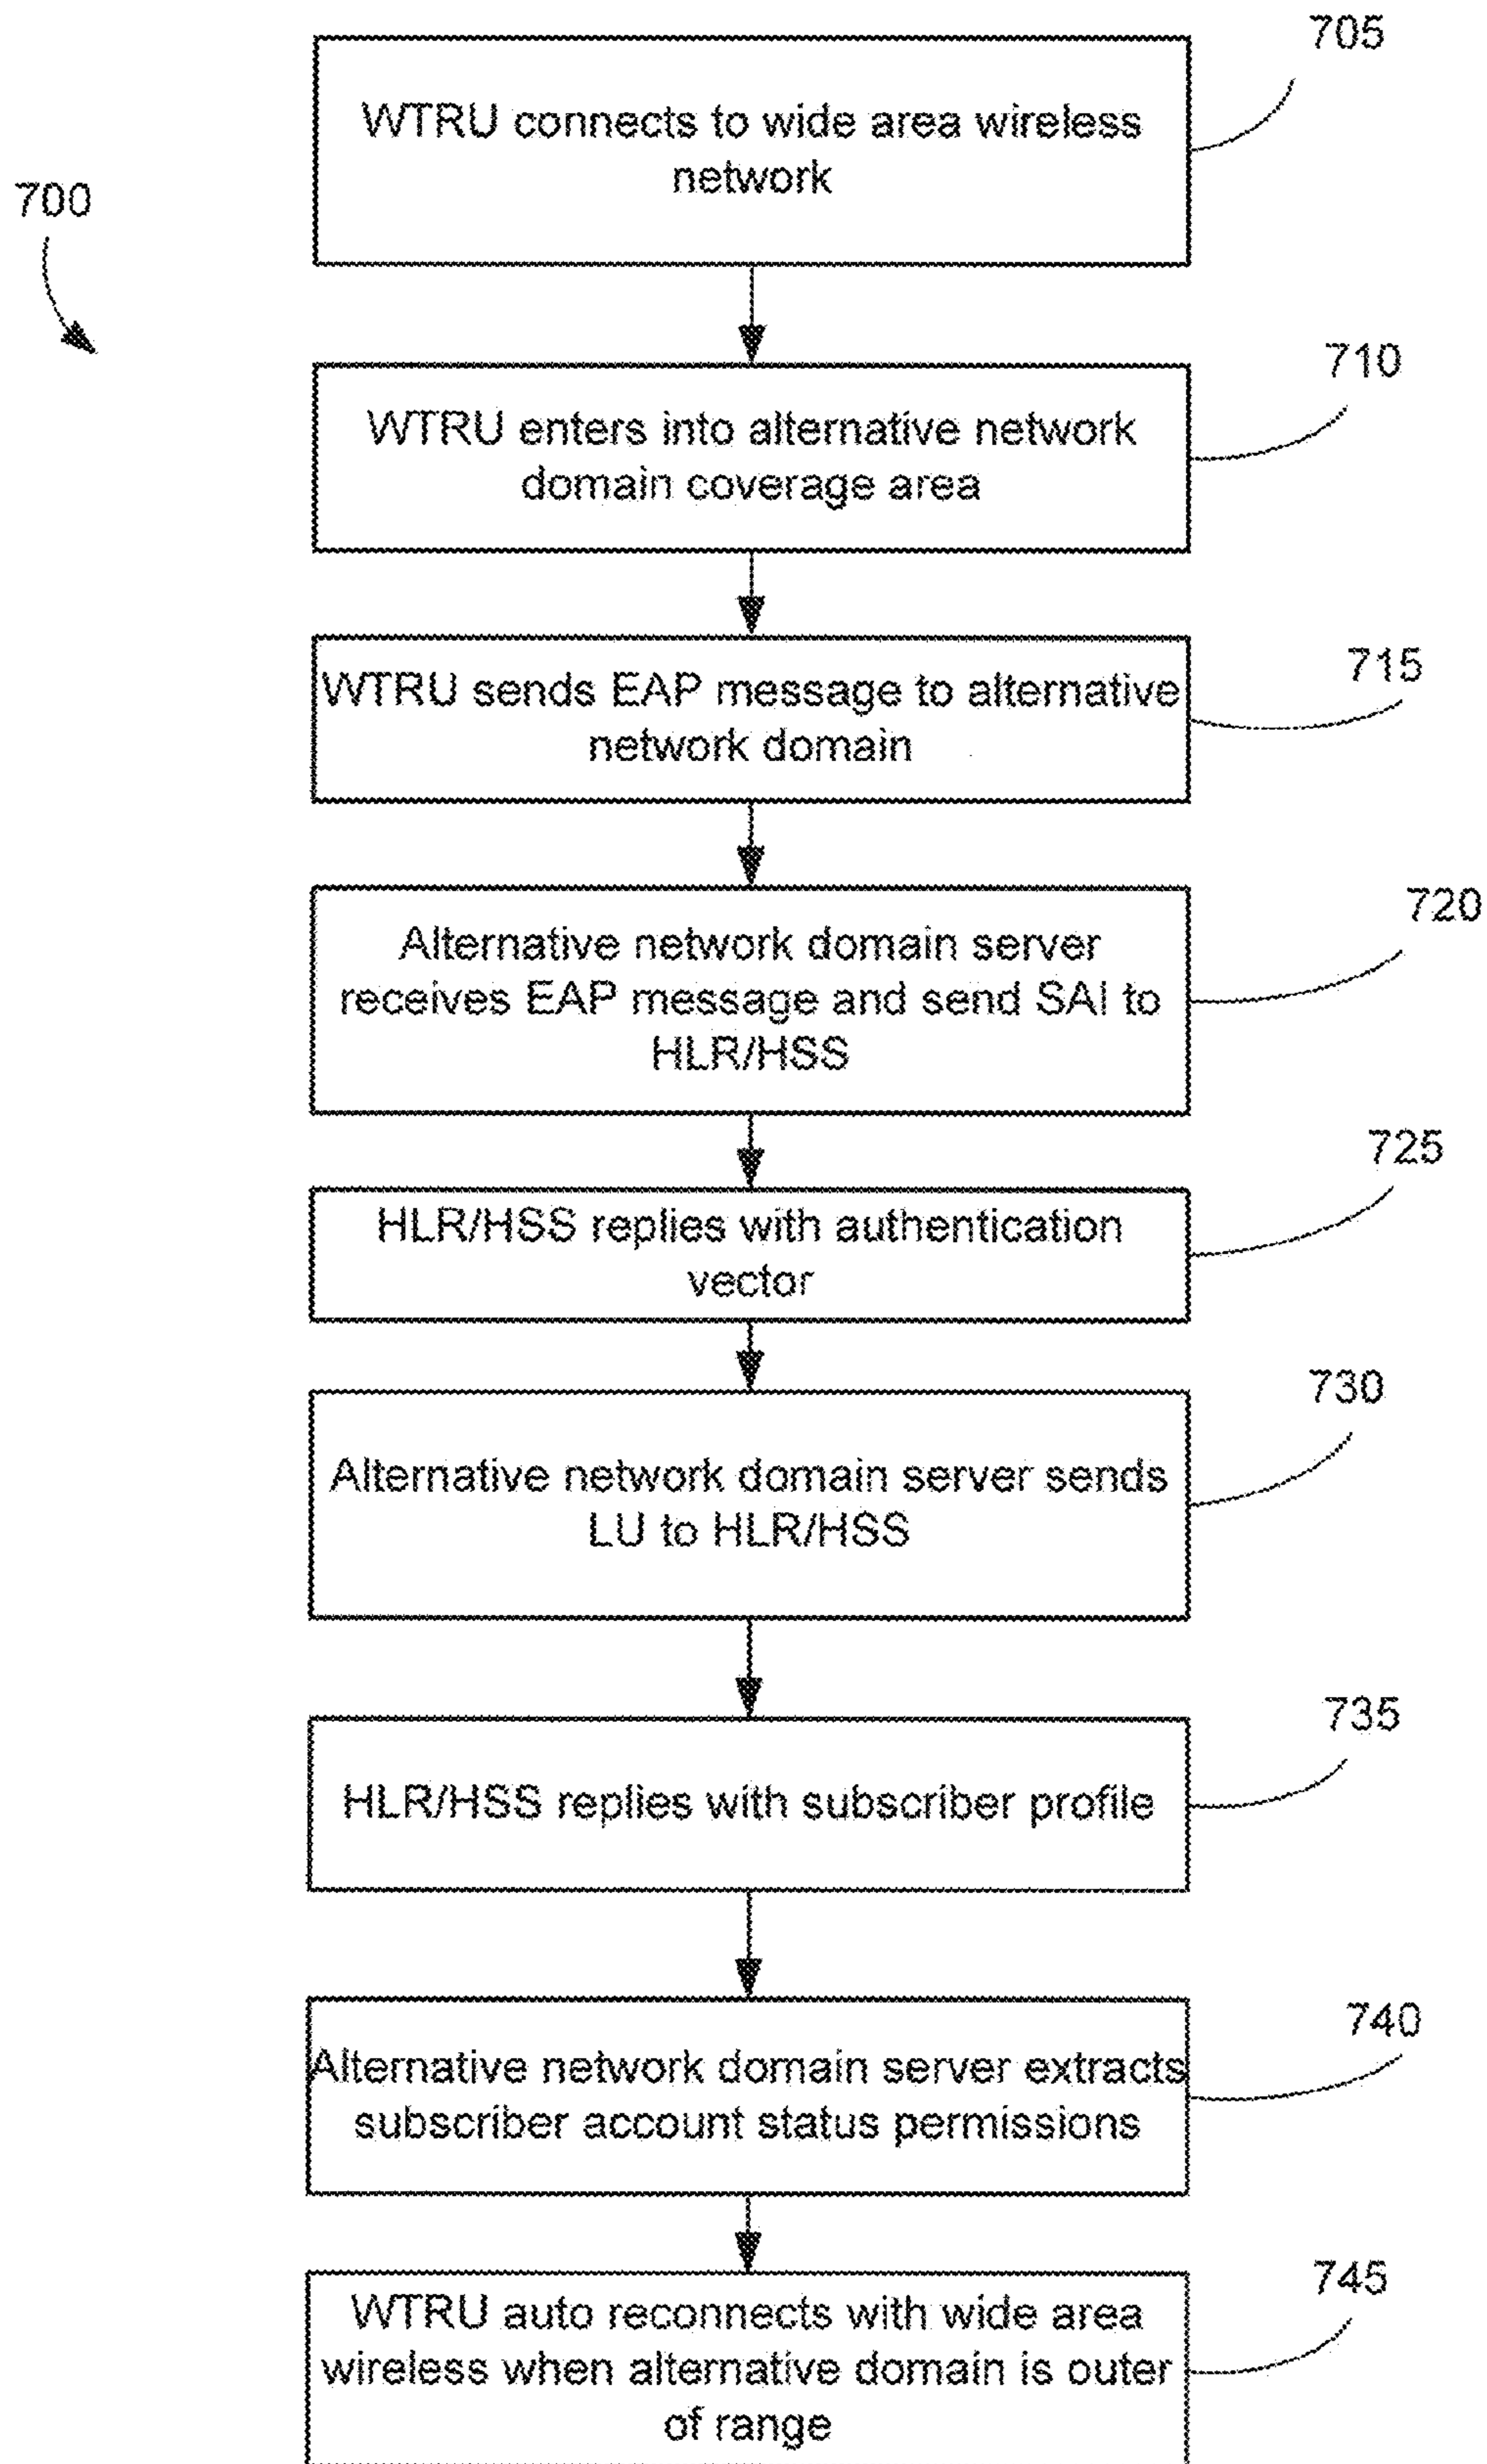 705
WTRU connects to wide area wireless
network
700
710
WTRU enters into alternative network
domain coverage area
715
WTRU sends EAP message to alternative
network domain
720
Alternative network domain server
receives EAP message and send SAI to
HLR/HSS
725
HLR/HSS replies with authentication
vector
730
Alternative network domain server sends
LU to HLR/HSS
735
HLR/HSS replies with subscriber profile
740
Alternative network domain server extracts
subscriber account status permissions
745
WTRU auto reconnects with wide area
wireless when alternative domain is outer
of range